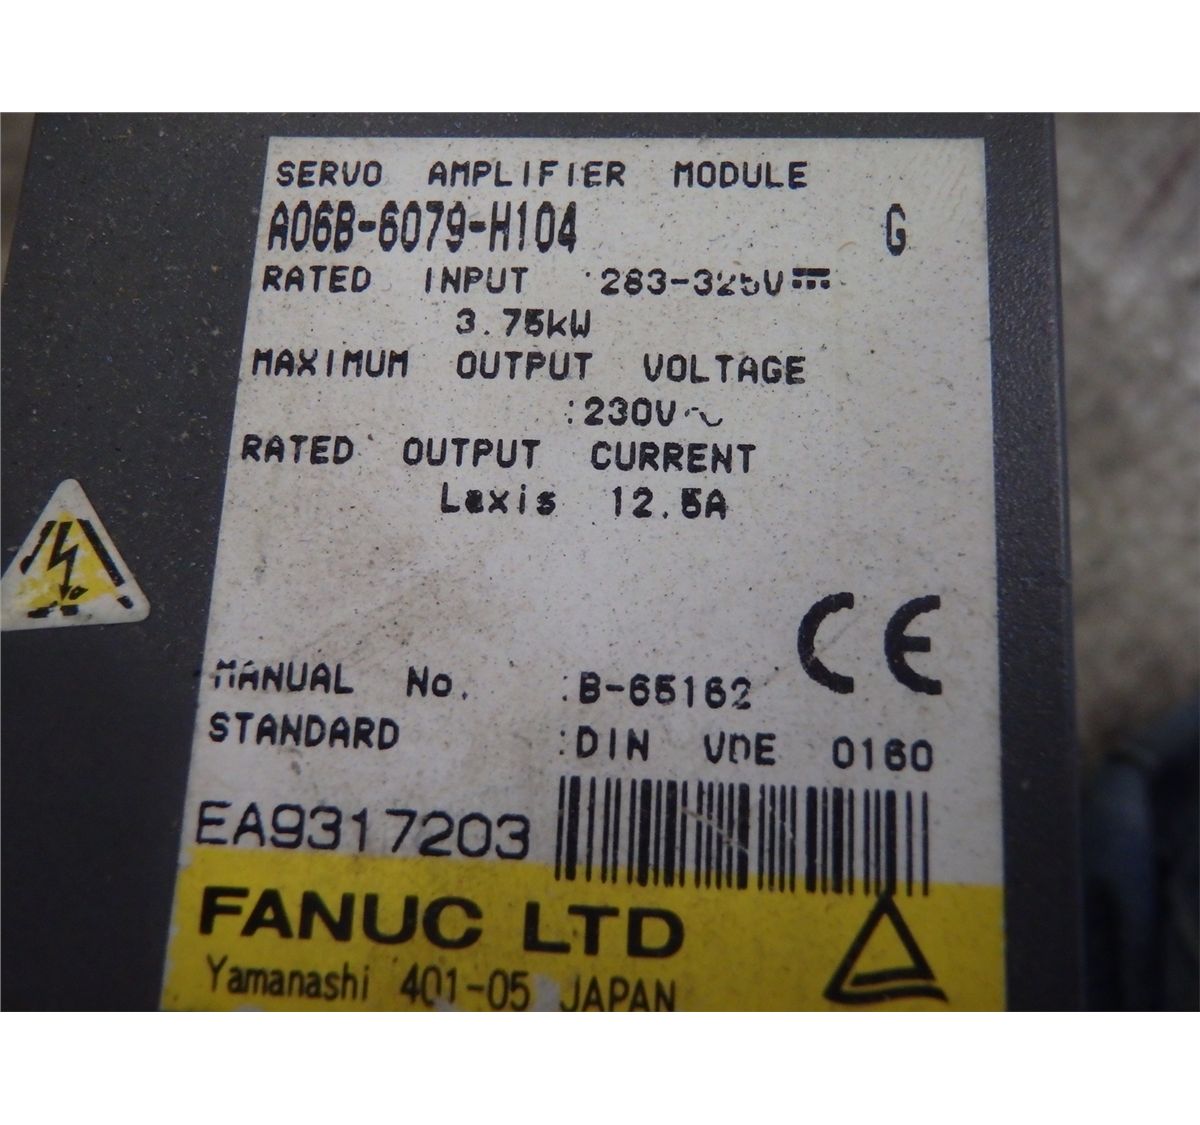 SERVO AMPLIFIER MODULE
A06B-6079-H104 G
RATED INPUT :283-325V⎓
3.75kW
MAXIMUM OUTPUT VOLTAGE
:230V~
RATED OUTPUT CURRENT
Laxis 12.5A
MANUAL No. :B-65162
STANDARD :DIN VDE 0160
CE
EA9317203
FANUC LTD
Yamanashi 401-05 JAPAN